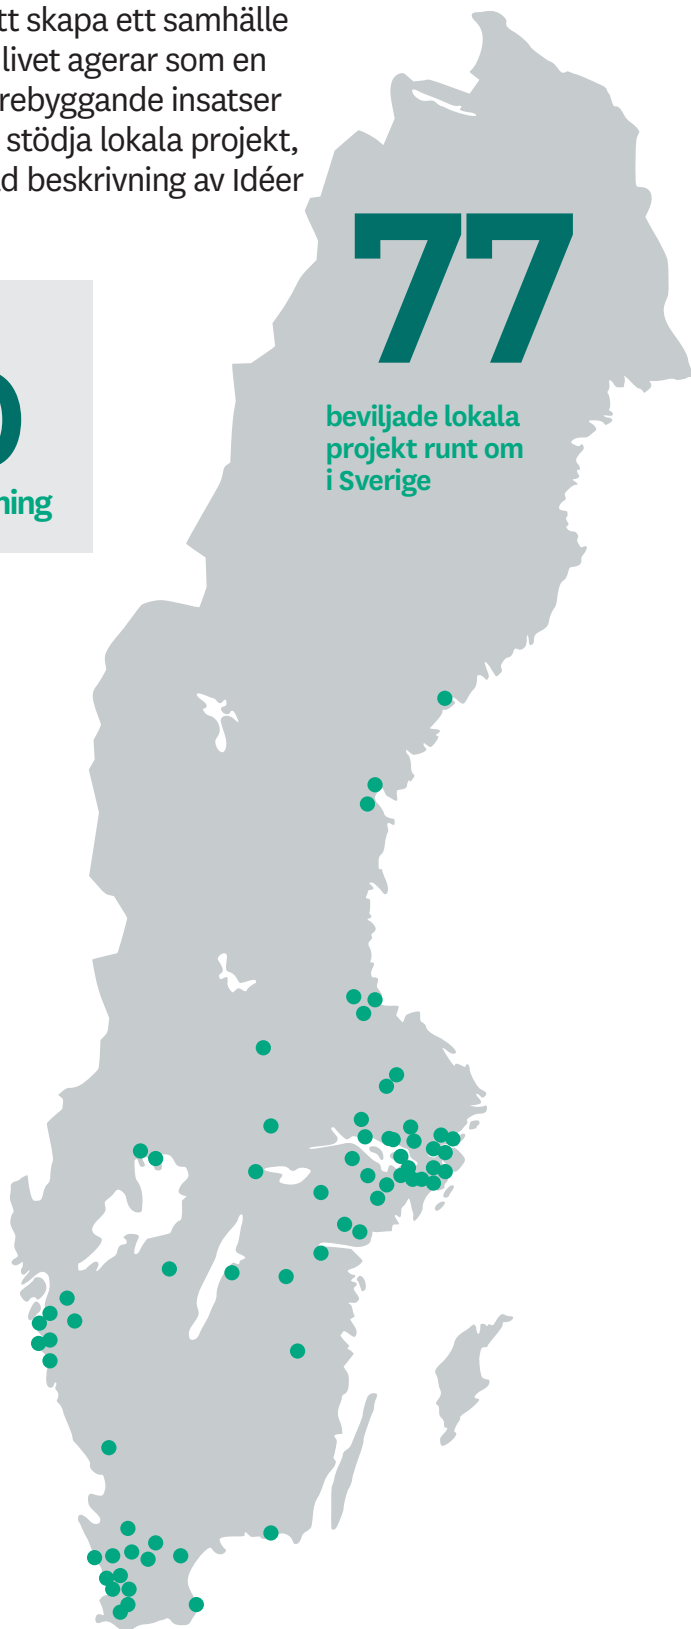 tt skapa ett samhälle
livet agerar som en
rebyggande insatser
stödja lokala projekt,
d beskrivning av Idéer
77
beviljade lokala
projekt runt om
i Sverige
ning